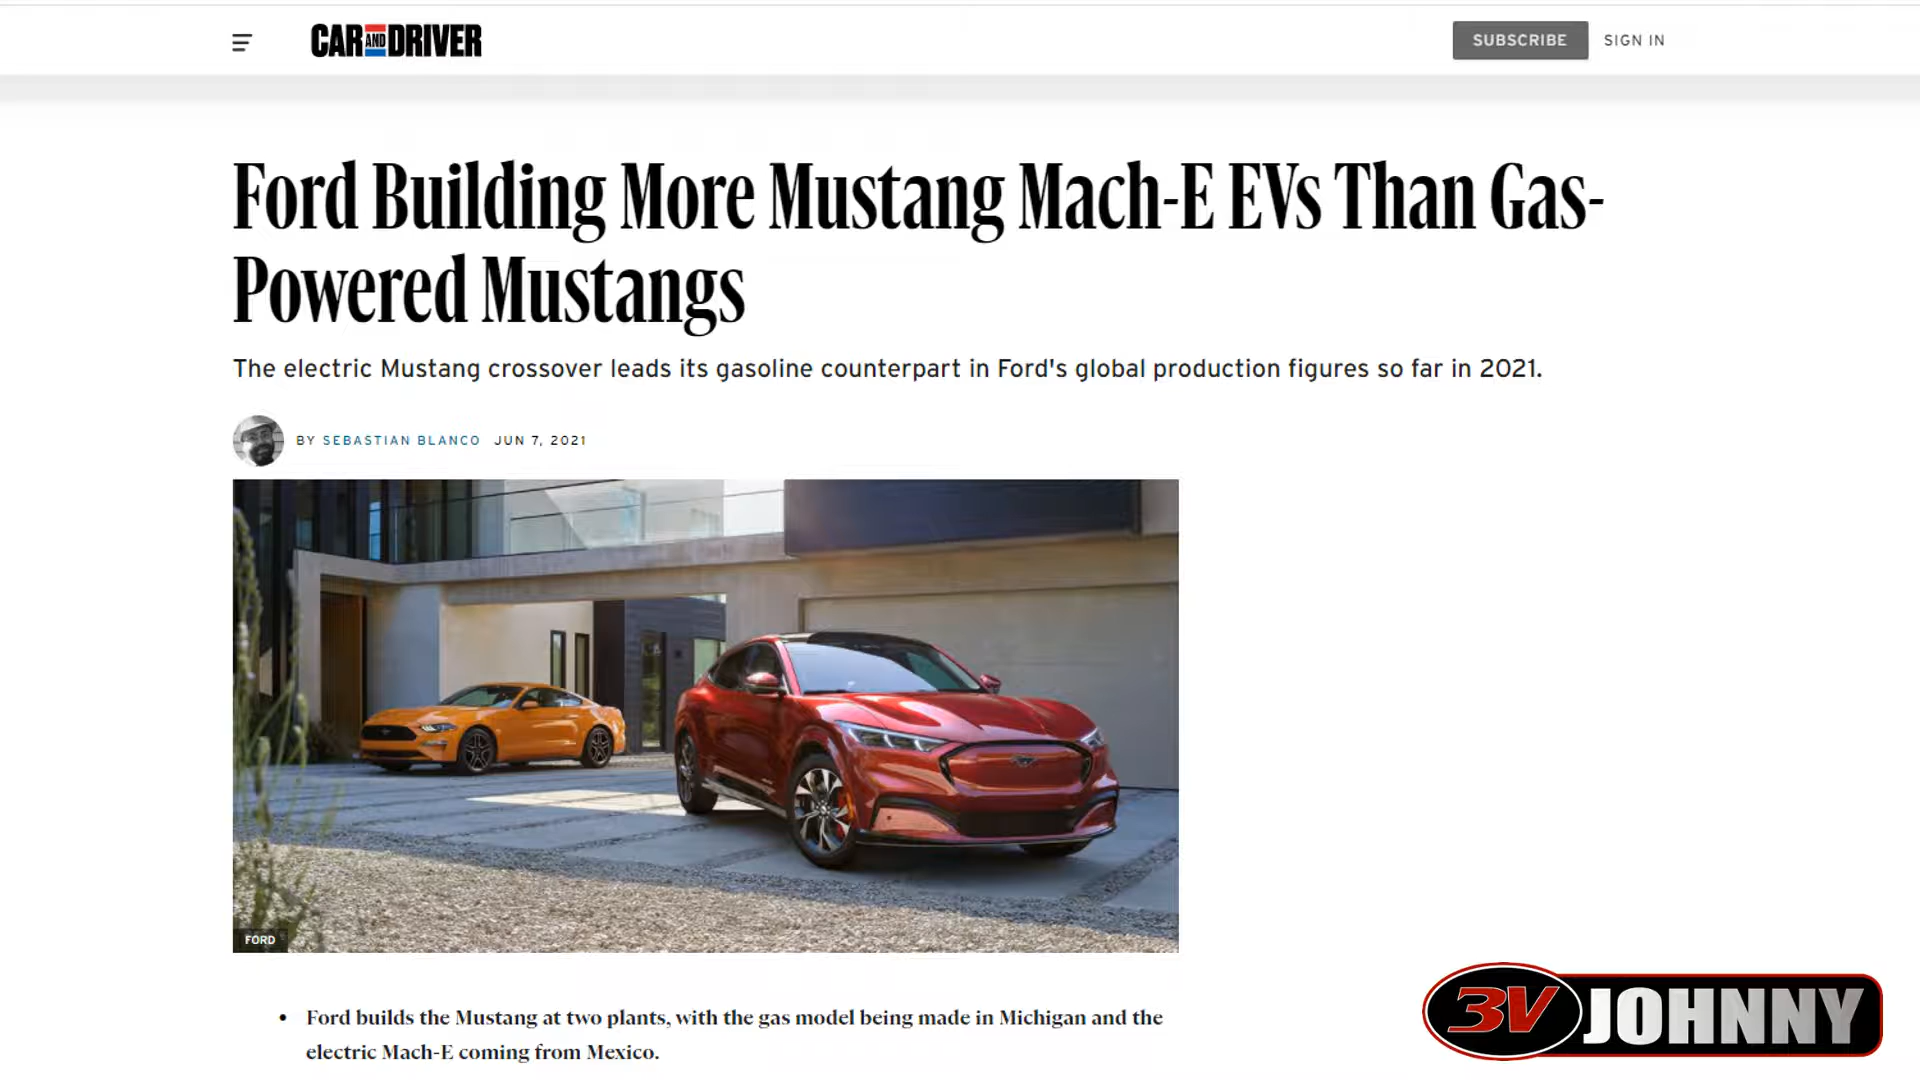 CAR AND DRIVER
SUBSCRIBE
SIGN IN
Ford Building More Mustang Mach-E EVs Than Gas-
Powered Mustangs
The electric Mustang crossover leads its gasoline counterpart in Ford's global production figures so far in 2021.
BY SEBASTIAN BLANCO JUN 7, 2021
FORD
• Ford builds the Mustang at two plants, with the gas model being made in Michigan and the
electric Mach-E coming from Mexico.
3V JOHNNY